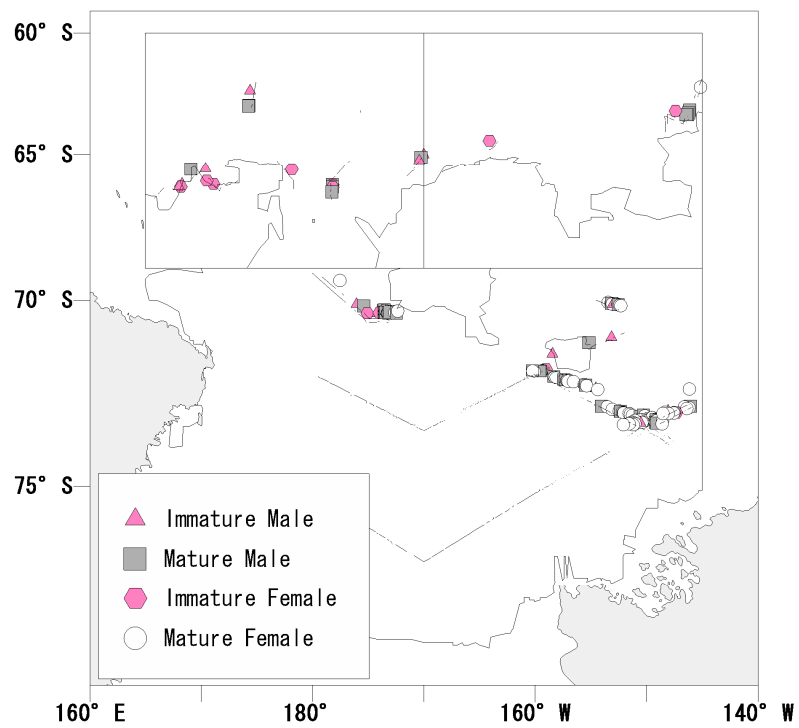 60° S
65° S
70° S
75° S
Immature Male
Mature Male
Immature Female
Mature Female
160° E 180° 160° W 140° W